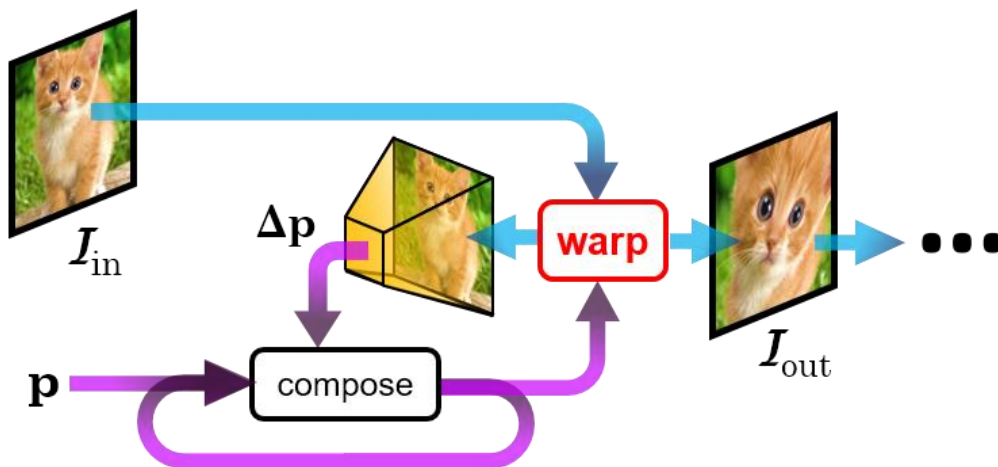 I_in
Δp
warp
I_out
p
compose
...